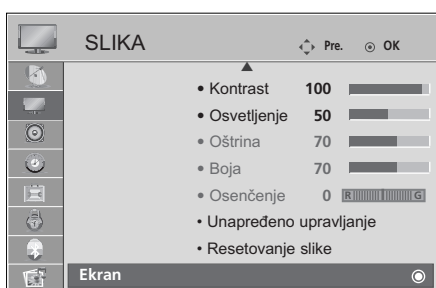 SLIKA Pre. OK
• Kontrast 100
• Osvetljenje 50
• Oštrina 70
• Boja 70
• Osenčenje 0 R G
• Unapređeno upravljanje
• Resetovanje slike
Ekran